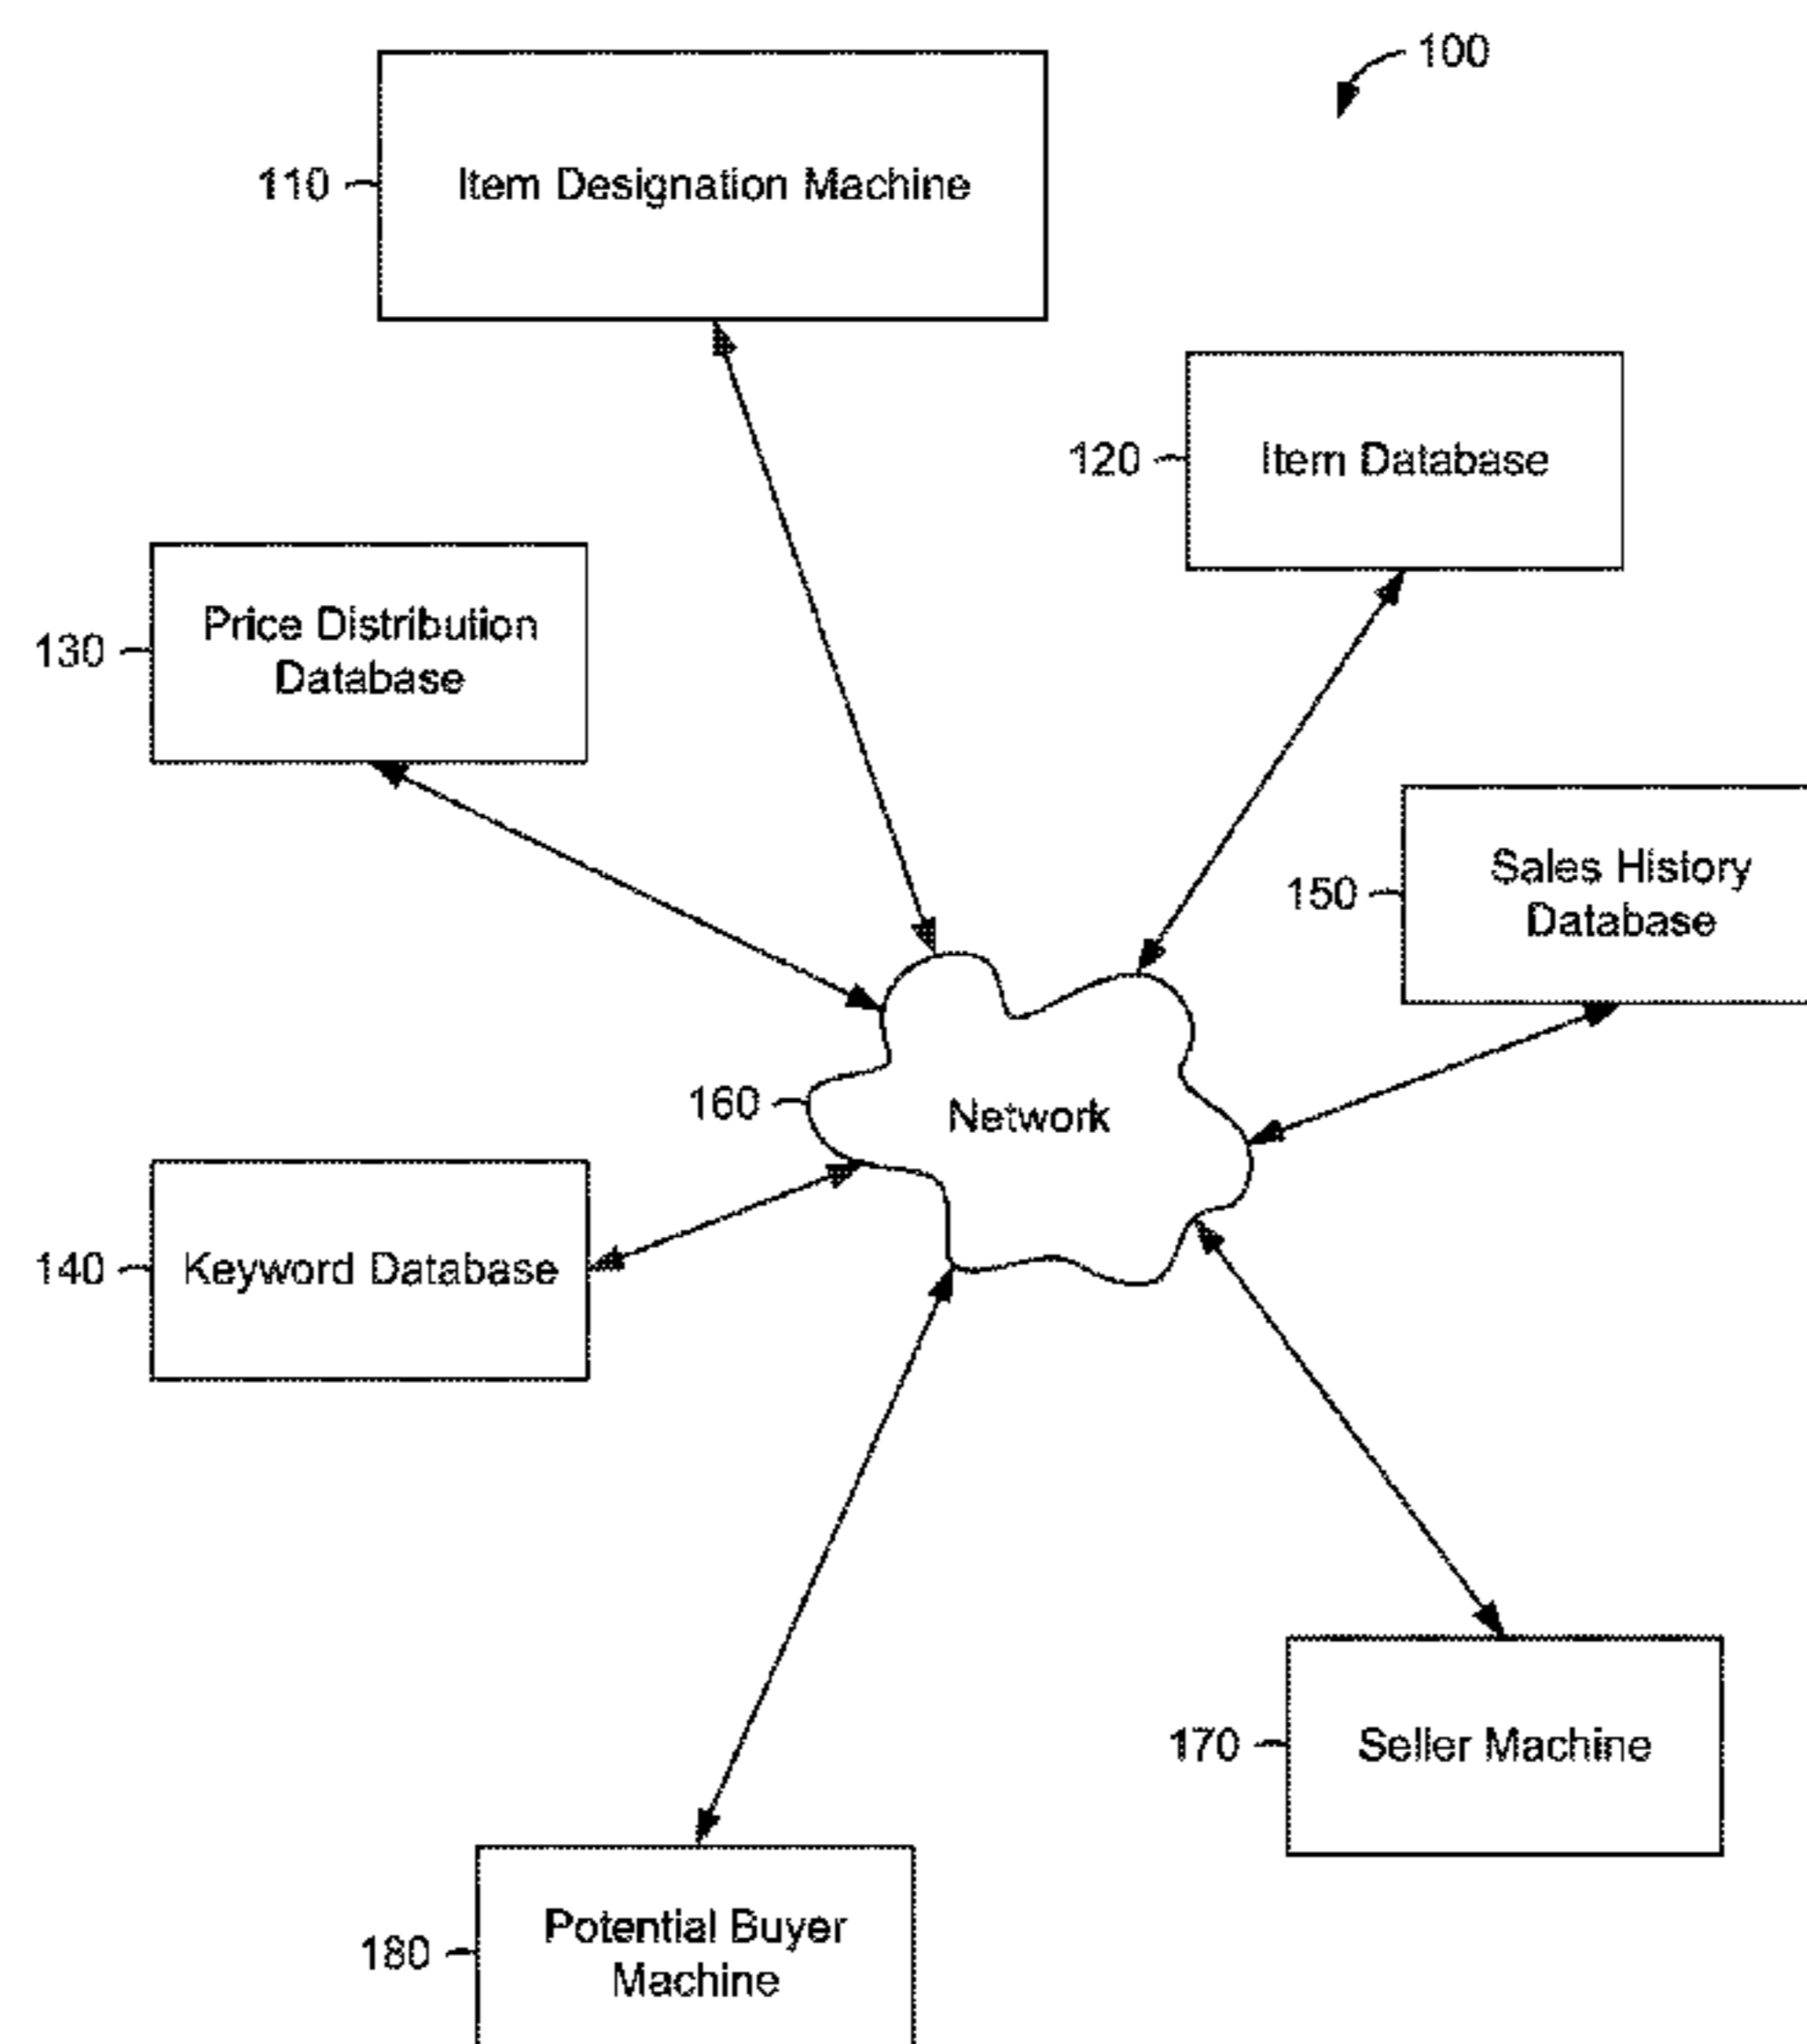 100
110
Item Designation Machine
120
Item Database
130
Price Distribution
Database
150
Sales History
Database
160
Network
140
Keyword Database
170
Seller Machine
180
Potential Buyer
Machine